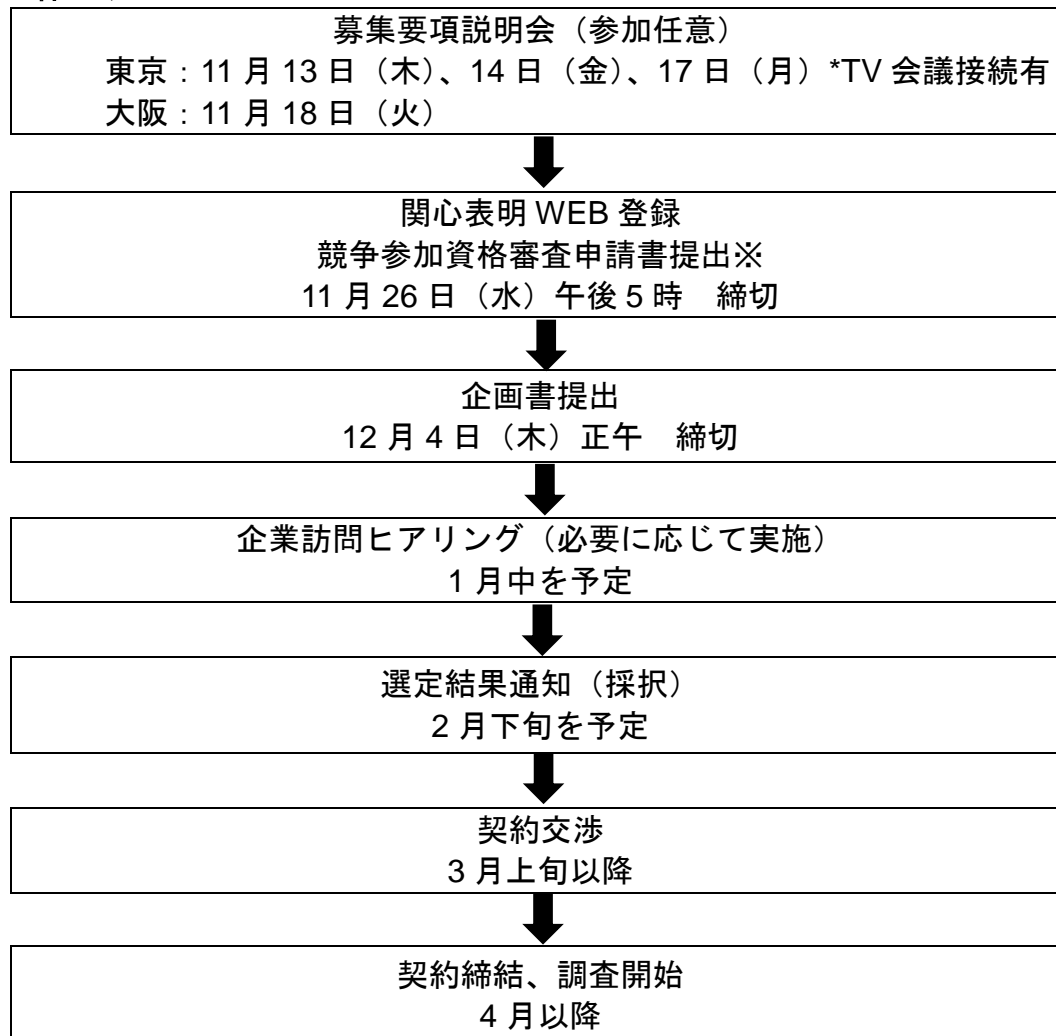 募集要項説明会（参加任意）
東京：11 月 13 日（木）、14 日（金）、17 日（月）*TV 会議接続有
大阪：11 月 18 日（火）
関心表明 WEB 登録
競争参加資格審査申請書提出※
11 月 26 日（水）午後 5 時　締切
企画書提出
12 月 4 日（木）正午　締切
企業訪問ヒアリング（必要に応じて実施）
1 月中を予定
選定結果通知（採択）
2 月下旬を予定
契約交渉
3 月上旬以降
契約締結、調査開始
4 月以降